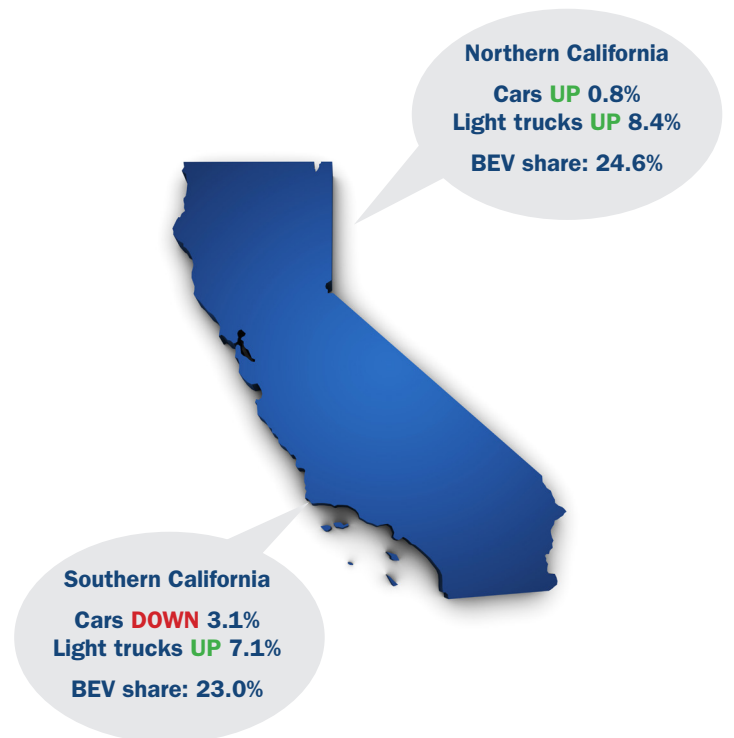 Northern California
Cars UP 0.8%
Light trucks UP 8.4%
BEV share: 24.6%
Southern California
Cars DOWN 3.1%
Light trucks UP 7.1%
BEV share: 23.0%